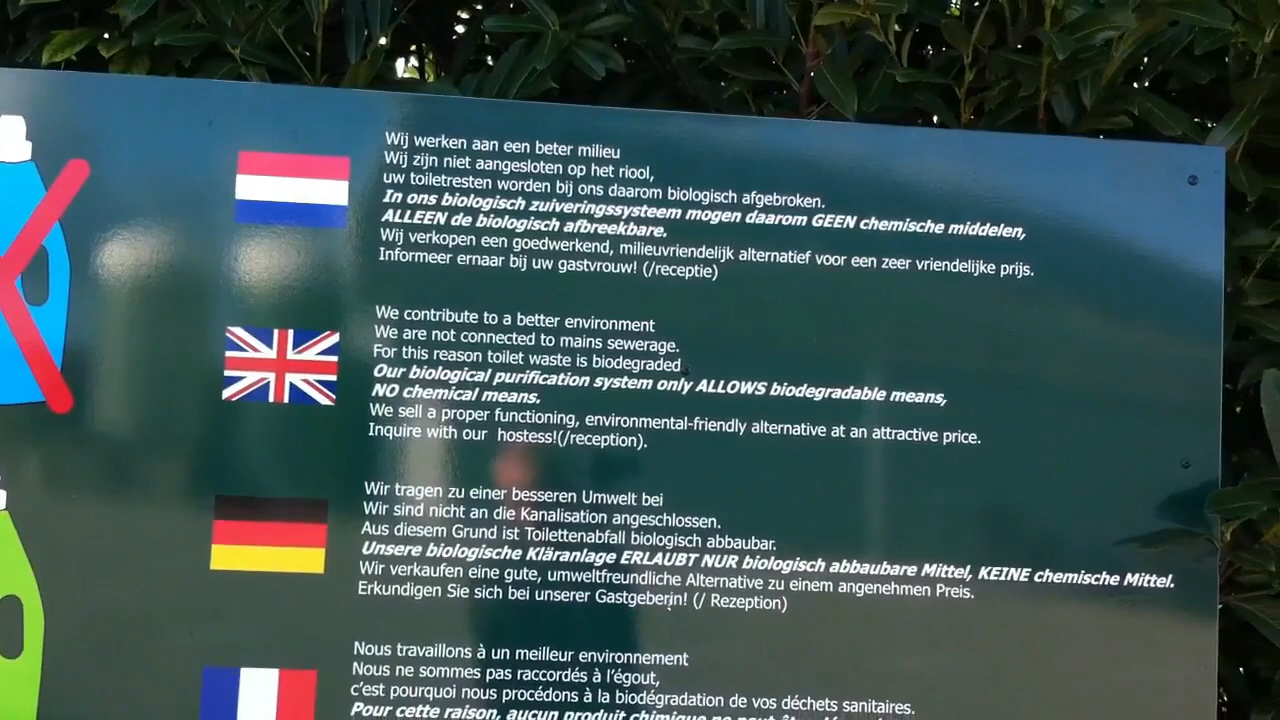 Wij werken aan een beter milieu
Wij zijn niet aangesloten op het riool,
uw toiletresten worden bij ons daarom biologisch afgebroken.
In ons biologisch zuiveringssysteem mogen daarom GEEN chemische middelen,
ALLEEN de biologisch afbreekbare.
Wij verkopen een goedwerkend, milieuvriendelijk alternatief voor een zeer vriendelijke prijs.
Informeer ernaar bij uw gastvrouw! (/receptie)
We contribute to a better environment
We are not connected to mains sewerage.
For this reason toilet waste is biodegraded
Our biological purification system only ALLOWS biodegradable means,
NO chemical means.
We sell a proper functioning, environmental-friendly alternative at an attractive price.
Inquire with our hostess!(/reception).
Wir tragen zu einer besseren Umwelt bei
Wir sind nicht an die Kanalisation angeschlossen.
Aus diesem Grund ist Toilettenabfall biologisch abbaubar.
Unsere biologische Kläranlage ERLAUBT NUR biologisch abbaubare Mittel, KEINE chemische Mittel.
Wir verkaufen eine gute, umweltfreundliche Alternative zu einem angenehmen Preis.
Erkundigen Sie sich bei unserer Gastgeberin! (/ Rezeption)
Nous travaillons à un meilleur environnement
Nous ne sommes pas raccordés à l'égout,
c'est pourquoi nous procédons à la biodégradation de vos déchets sanitaires.
Pour cette raison, aucun produit chimique ne peut